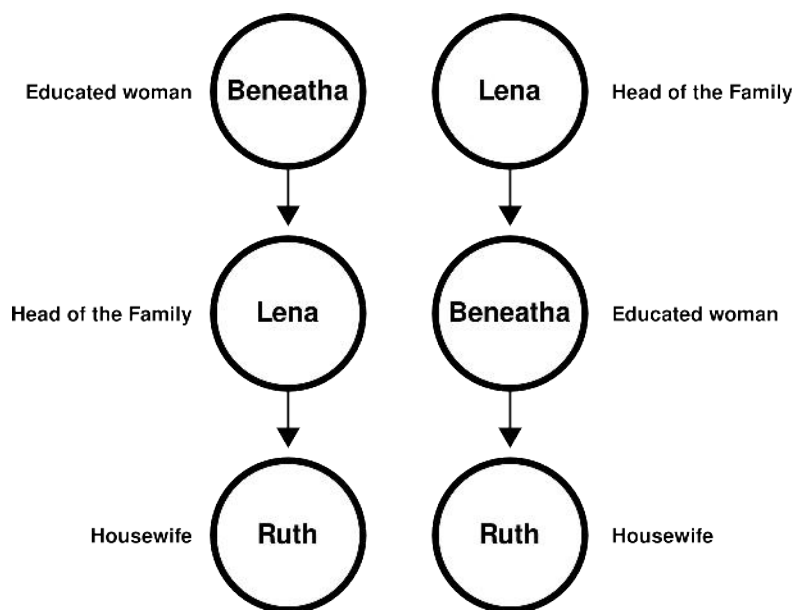 Educated woman Beneatha Lena Head of the Family
Head of the Family Lena Beneatha Educated woman
Housewife Ruth Ruth Housewife